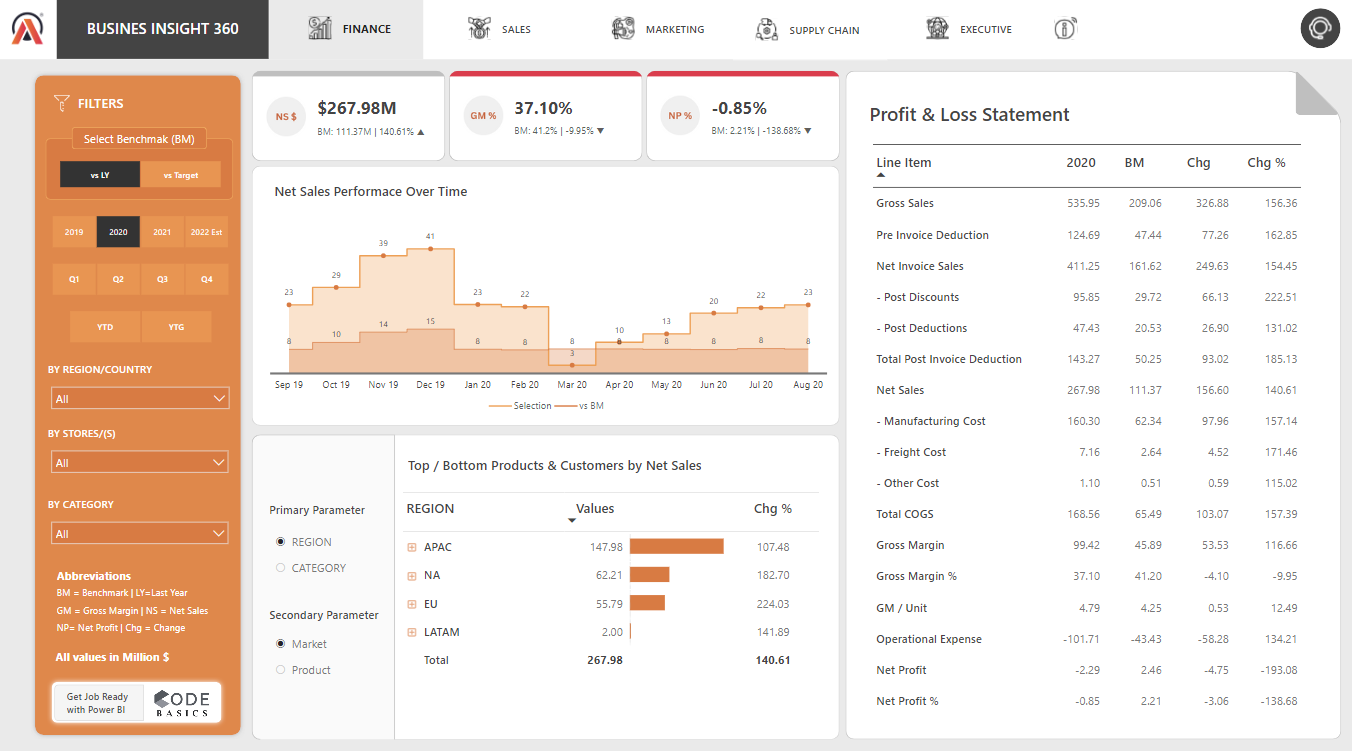 BUSINES INSIGHT 360
FINANCE
SALES
MARKETING
SUPPLY CHAIN
EXECUTIVE
FILTERS
Select Benchmak (BM)
vs LY vs Target
2019 2020 2021 2022 Est
Q1 Q2 Q3 Q4
YTD YTG
BY REGION/COUNTRY
All
BY STORES/(S)
All
BY CATEGORY
All
Abbreviations
BM = Benchmark | LY=Last Year
GM = Gross Margin | NS = Net Sales
NP= Net Profit | Chg = Change
All values in Million $
Get Job Ready
with Power BI
CODE
BASICS
NS $
$267.98M
BM: 111.37M | 140.61% ▲
GM %
37.10%
BM: 41.2% | -9.95% ▼
NP %
-0.85%
BM: 2.21% | -138.68% ▼
Net Sales Performace Over Time
23 29 39 41 23 22 3 10 13 20 22 23
8 10 14 15 8 8 8 8 8 8 8 8
Sep 19 Oct 19 Nov 19 Dec 19 Jan 20 Feb 20 Mar 20 Apr 20 May 20 Jun 20 Jul 20 Aug 20
Selection vs BM
Primary Parameter
REGION
CATEGORY
Secondary Parameter
Market
Product
Top / Bottom Products & Customers by Net Sales
REGION Values Chg %
APAC 147.98 107.48
NA 62.21 182.70
EU 55.79 224.03
LATAM 2.00 141.89
Total 267.98 140.61
Profit & Loss Statement
Line Item 2020 BM Chg Chg %
Gross Sales 535.95 209.06 326.88 156.36
Pre Invoice Deduction 124.69 47.44 77.26 162.85
Net Invoice Sales 411.25 161.62 249.63 154.45
- Post Discounts 95.85 29.72 66.13 222.51
- Post Deductions 47.43 20.53 26.90 131.02
Total Post Invoice Deduction 143.27 50.25 93.02 185.13
Net Sales 267.98 111.37 156.60 140.61
- Manufacturing Cost 160.30 62.34 97.96 157.14
- Freight Cost 7.16 2.64 4.52 171.46
- Other Cost 1.10 0.51 0.59 115.02
Total COGS 168.56 65.49 103.07 157.39
Gross Margin 99.42 45.89 53.53 116.66
Gross Margin % 37.10 41.20 -4.10 -9.95
GM / Unit 4.79 4.25 0.53 12.49
Operational Expense -101.71 -43.43 -58.28 134.21
Net Profit -2.29 2.46 -4.75 -193.08
Net Profit % -0.85 2.21 -3.06 -138.68